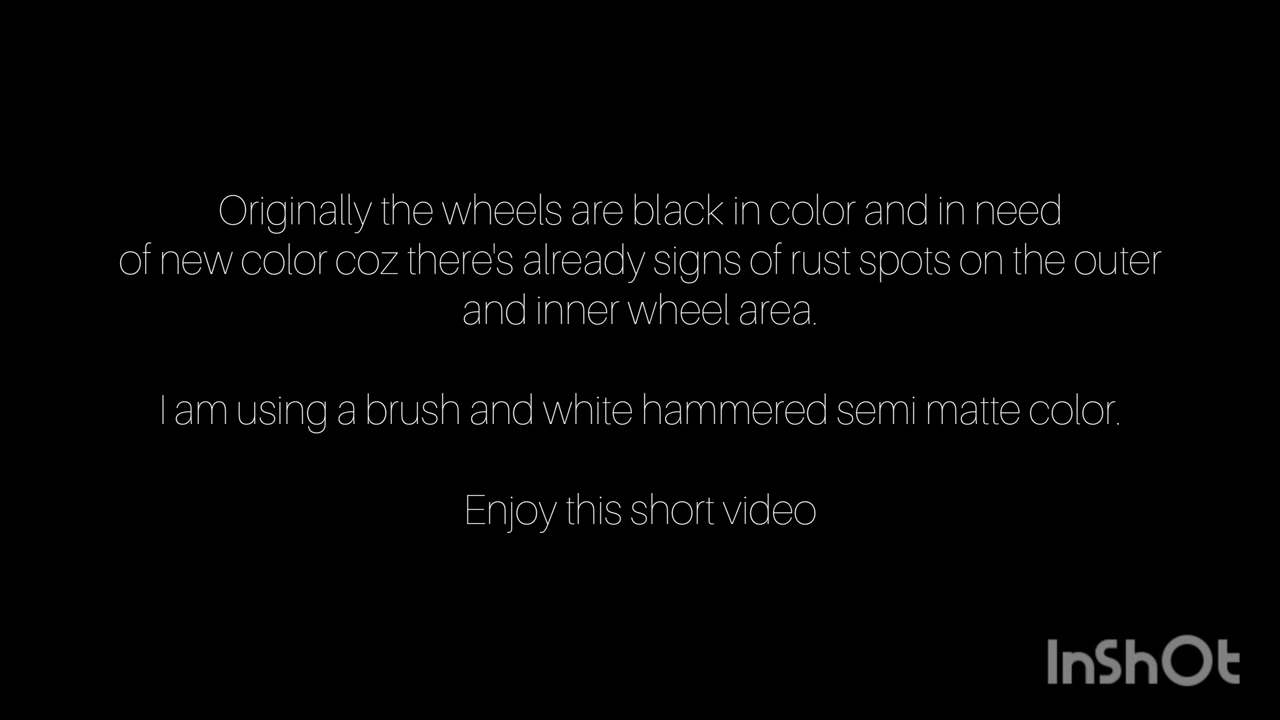 Originally the wheels are black in color and in need
of new color coz there's already signs of rust spots on the outer
and inner wheel area.
I am using a brush and white hammered semi matte color.
Enjoy this short video
InShOt